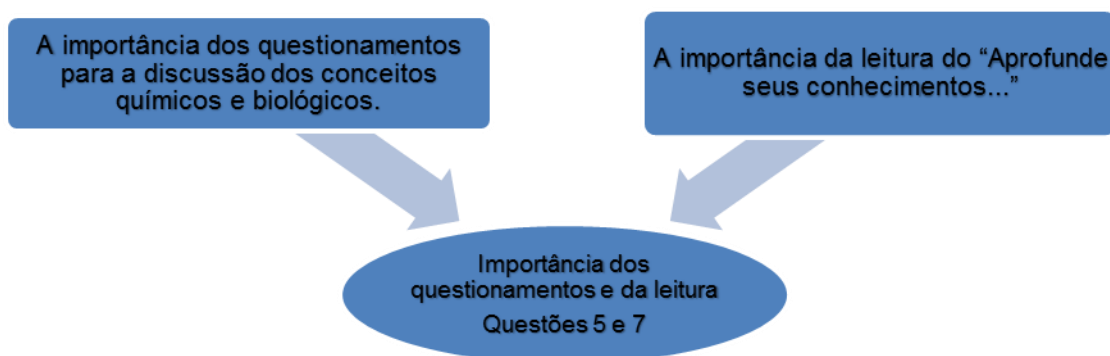 A importância dos questionamentos
para a discussão dos conceitos
químicos e biológicos.
A importância da leitura do “Aprofunde
seus conhecimentos...”
Importância dos
questionamentos e da leitura
Questões 5 e 7